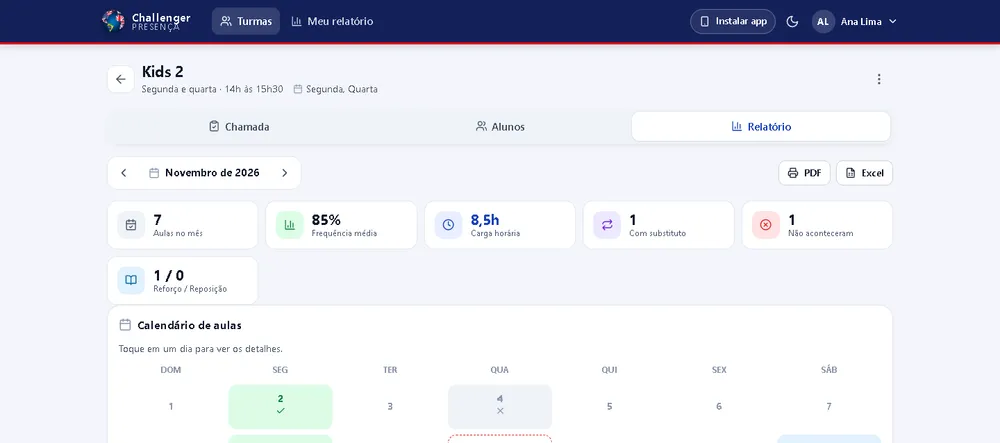 Challenger
PRESENÇA
Turmas
Meu relatório
Instalar app
AL
Ana Lima
Kids 2
Segunda e quarta · 14h às 15h30
Segunda, Quarta
Chamada
Alunos
Relatório
Novembro de 2026
PDF
Excel
7
Aulas no mês
85%
Frequência média
8,5h
Carga horária
1
Com substituto
1
Não aconteceram
1 / 0
Reforço / Reposição
Calendário de aulas
Toque em um dia para ver os detalhes.
DOM SEG TER QUA QUI SEX SÁB
1 2 3 4 5 6 7